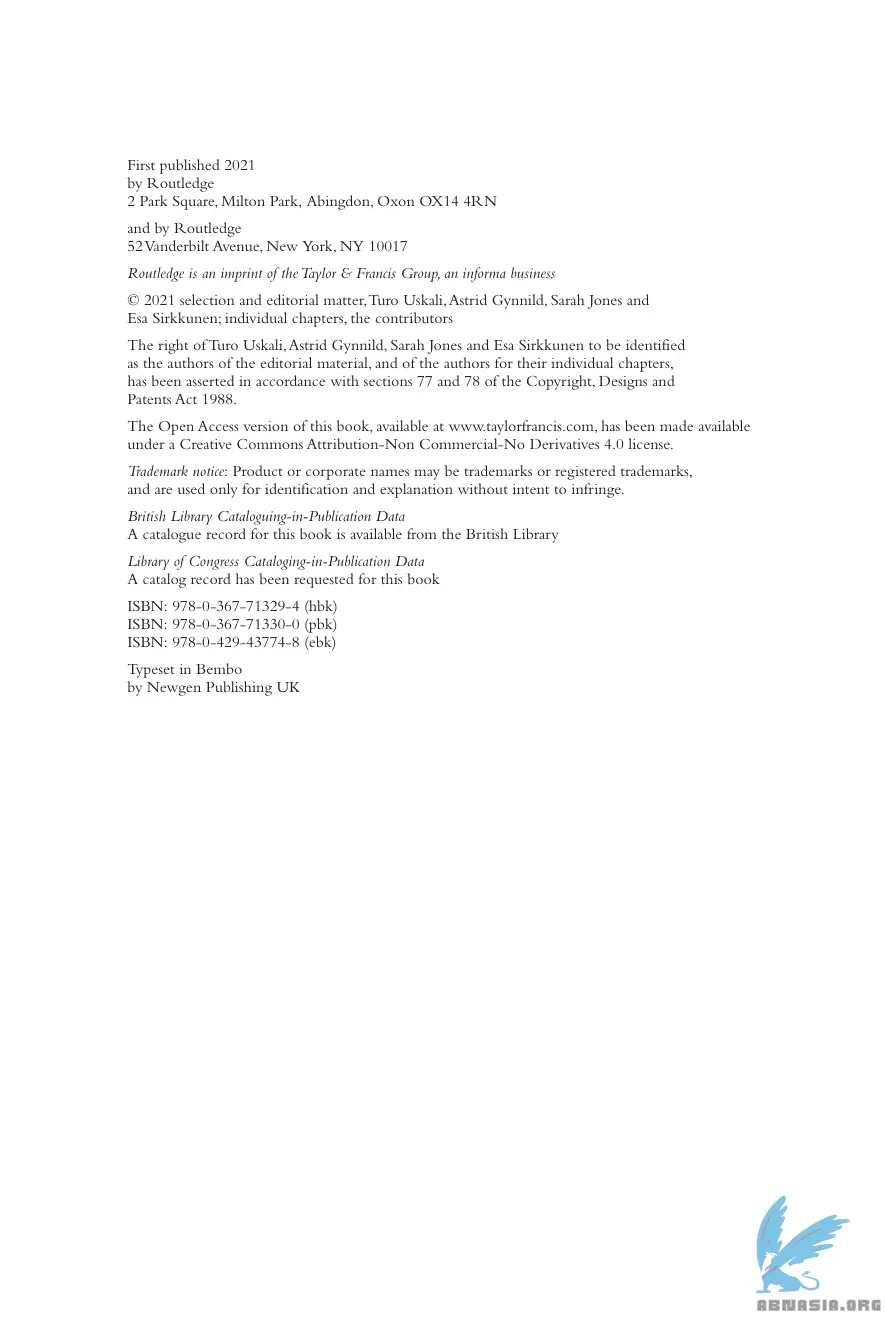 First published 2021
by Routledge
2 Park Square, Milton Park, Abingdon, Oxon OX14 4RN
and by Routledge
52 Vanderbilt Avenue, New York, NY 10017
Routledge is an imprint of the Taylor & Francis Group, an informa business
© 2021 selection and editorial matter, Turo Uskali, Astrid Gynnild, Sarah Jones and
Esa Sirkkunen; individual chapters, the contributors
The right of Turo Uskali, Astrid Gynnild, Sarah Jones and Esa Sirkkunen to be identified
as the authors of the editorial material, and of the authors for their individual chapters,
has been asserted in accordance with sections 77 and 78 of the Copyright, Designs and
Patents Act 1988.
The Open Access version of this book, available at www.taylorfrancis.com, has been made available
under a Creative Commons Attribution-Non Commercial-No Derivatives 4.0 license.
Trademark notice: Product or corporate names may be trademarks or registered trademarks,
and are used only for identification and explanation without intent to infringe.
British Library Cataloguing-in-Publication Data
A catalogue record for this book is available from the British Library
Library of Congress Cataloging-in-Publication Data
A catalog record has been requested for this book
ISBN: 978-0-367-71329-4 (hbk)
ISBN: 978-0-367-71330-0 (pbk)
ISBN: 978-0-429-43774-8 (ebk)
Typeset in Bembo
by Newgen Publishing UK
ABNASIA.ORG